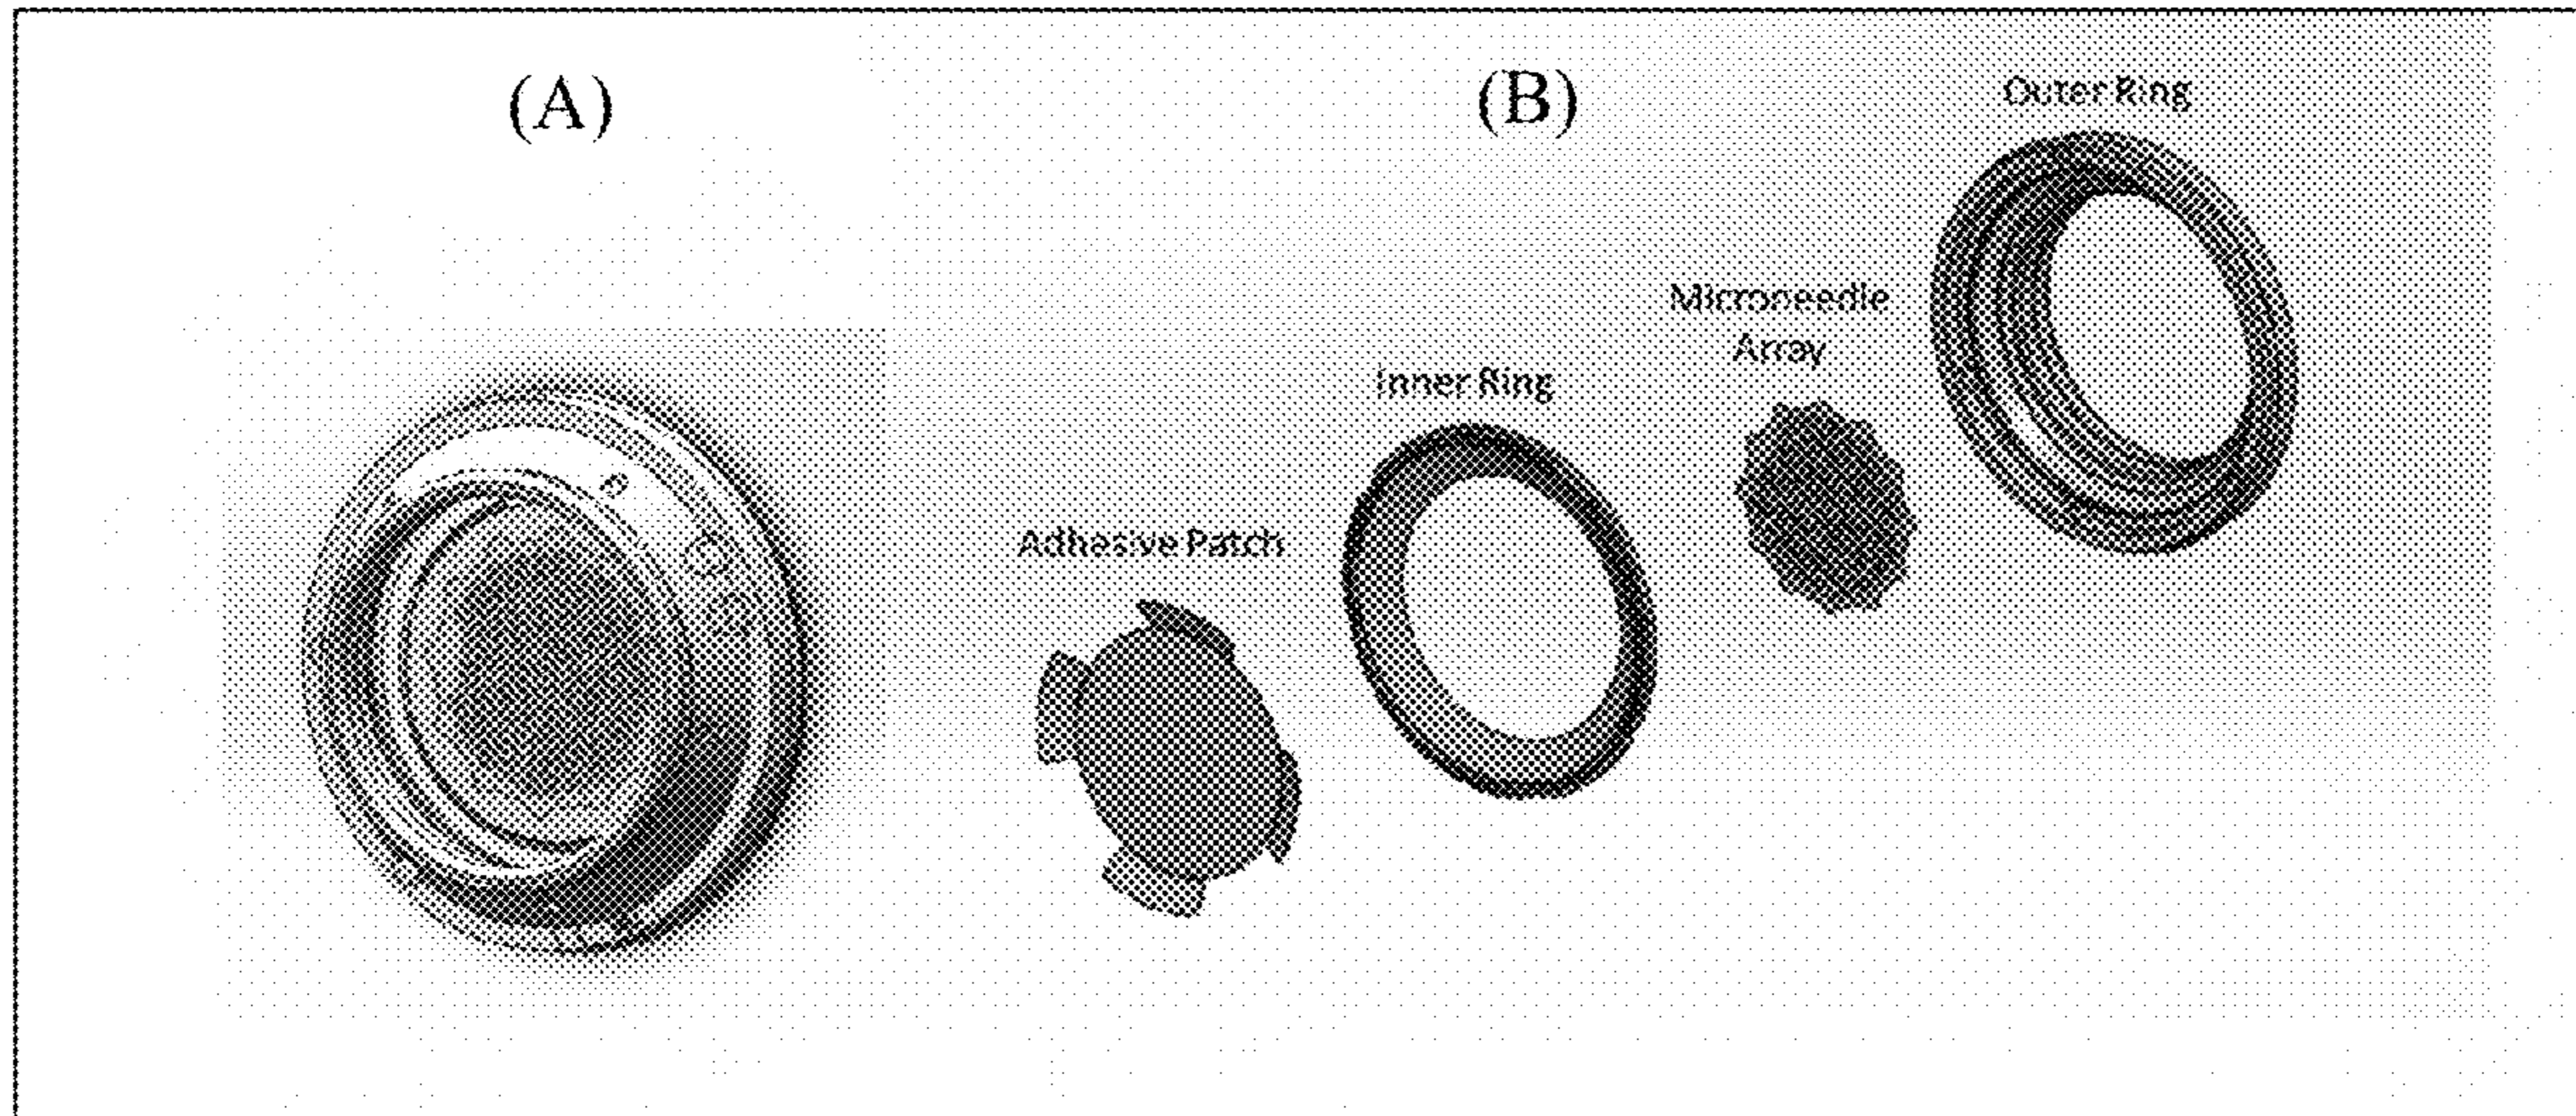 (A)
(B)
Outer Ring
Microneedle
Array
Inner Ring
Adhesive Patch